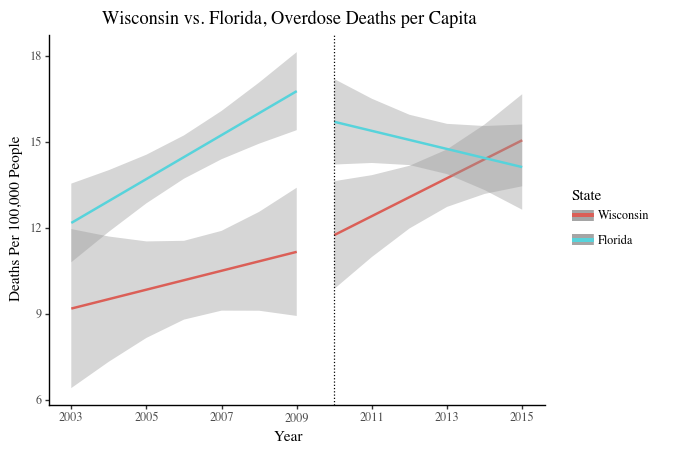 Wisconsin vs. Florida, Overdose Deaths per Capita
Deaths Per 100,000 People
18
15
12
9
6
2003 2005 2007 2009 2011 2013 2015
Year
State
Wisconsin
Florida